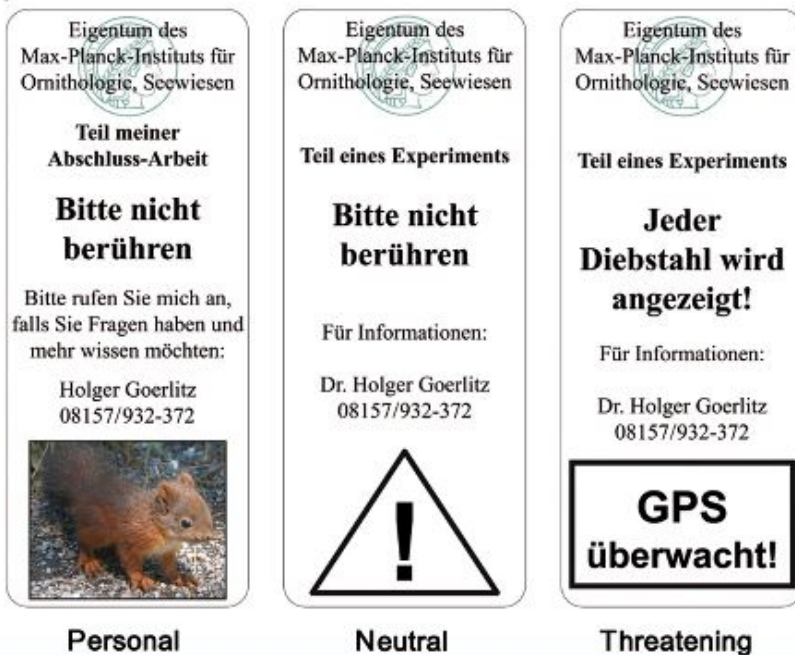 Eigentum des
Max-Planck-Instituts für
Ornithologie, Seewiesen
Teil meiner
Abschluss-Arbeit
Bitte nicht
berühren
Bitte rufen Sie mich an,
falls Sie Fragen haben und
mehr wissen möchten:
Holger Goerlitz
08157/932-372
Personal
Eigentum des
Max-Planck-Instituts für
Ornithologie, Seewiesen
Teil eines Experiments
Bitte nicht
berühren
Für Informationen:
Dr. Holger Goerlitz
08157/932-372
!
Neutral
Eigentum des
Max-Planck-Instituts für
Ornithologie, Seewiesen
Teil eines Experiments
Jeder
Diebstahl wird
angezeigt!
Für Informationen:
Dr. Holger Goerlitz
08157/932-372
GPS
überwacht!
Threatening